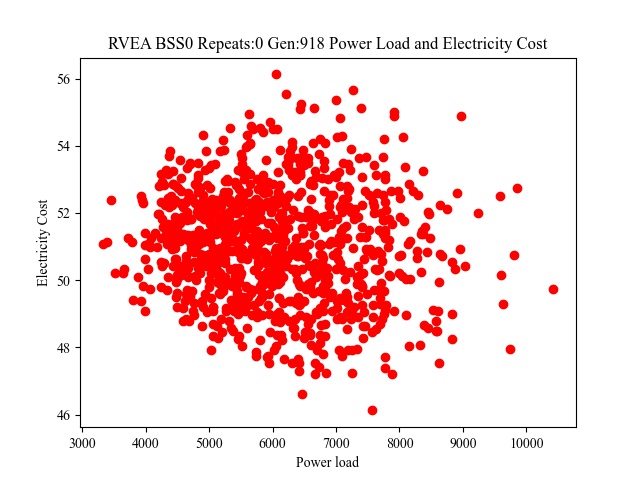 RVEA BSS0 Repeats:0 Gen:918 Power Load and Electricity Cost
56
54
52
50
48
46
Electricity Cost
3000 4000 5000 6000 7000 8000 9000 10000
Power load